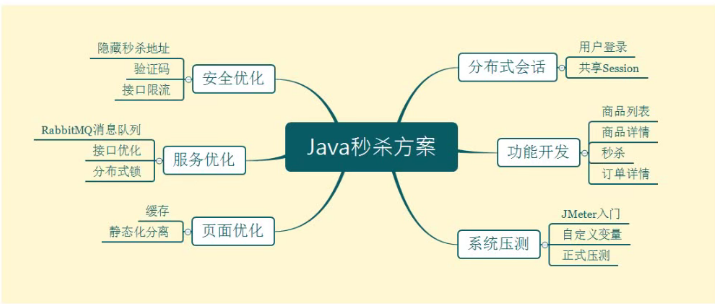 Java秒杀方案
分布式会话
用户登录
共享Session
功能开发
商品列表
商品详情
秒杀
订单详情
系统压测
JMeter入门
自定义变量
正式压测
页面优化
缓存
静态化分离
服务优化
RabbitMQ消息队列
接口优化
分布式锁
安全优化
隐藏秒杀地址
验证码
接口限流